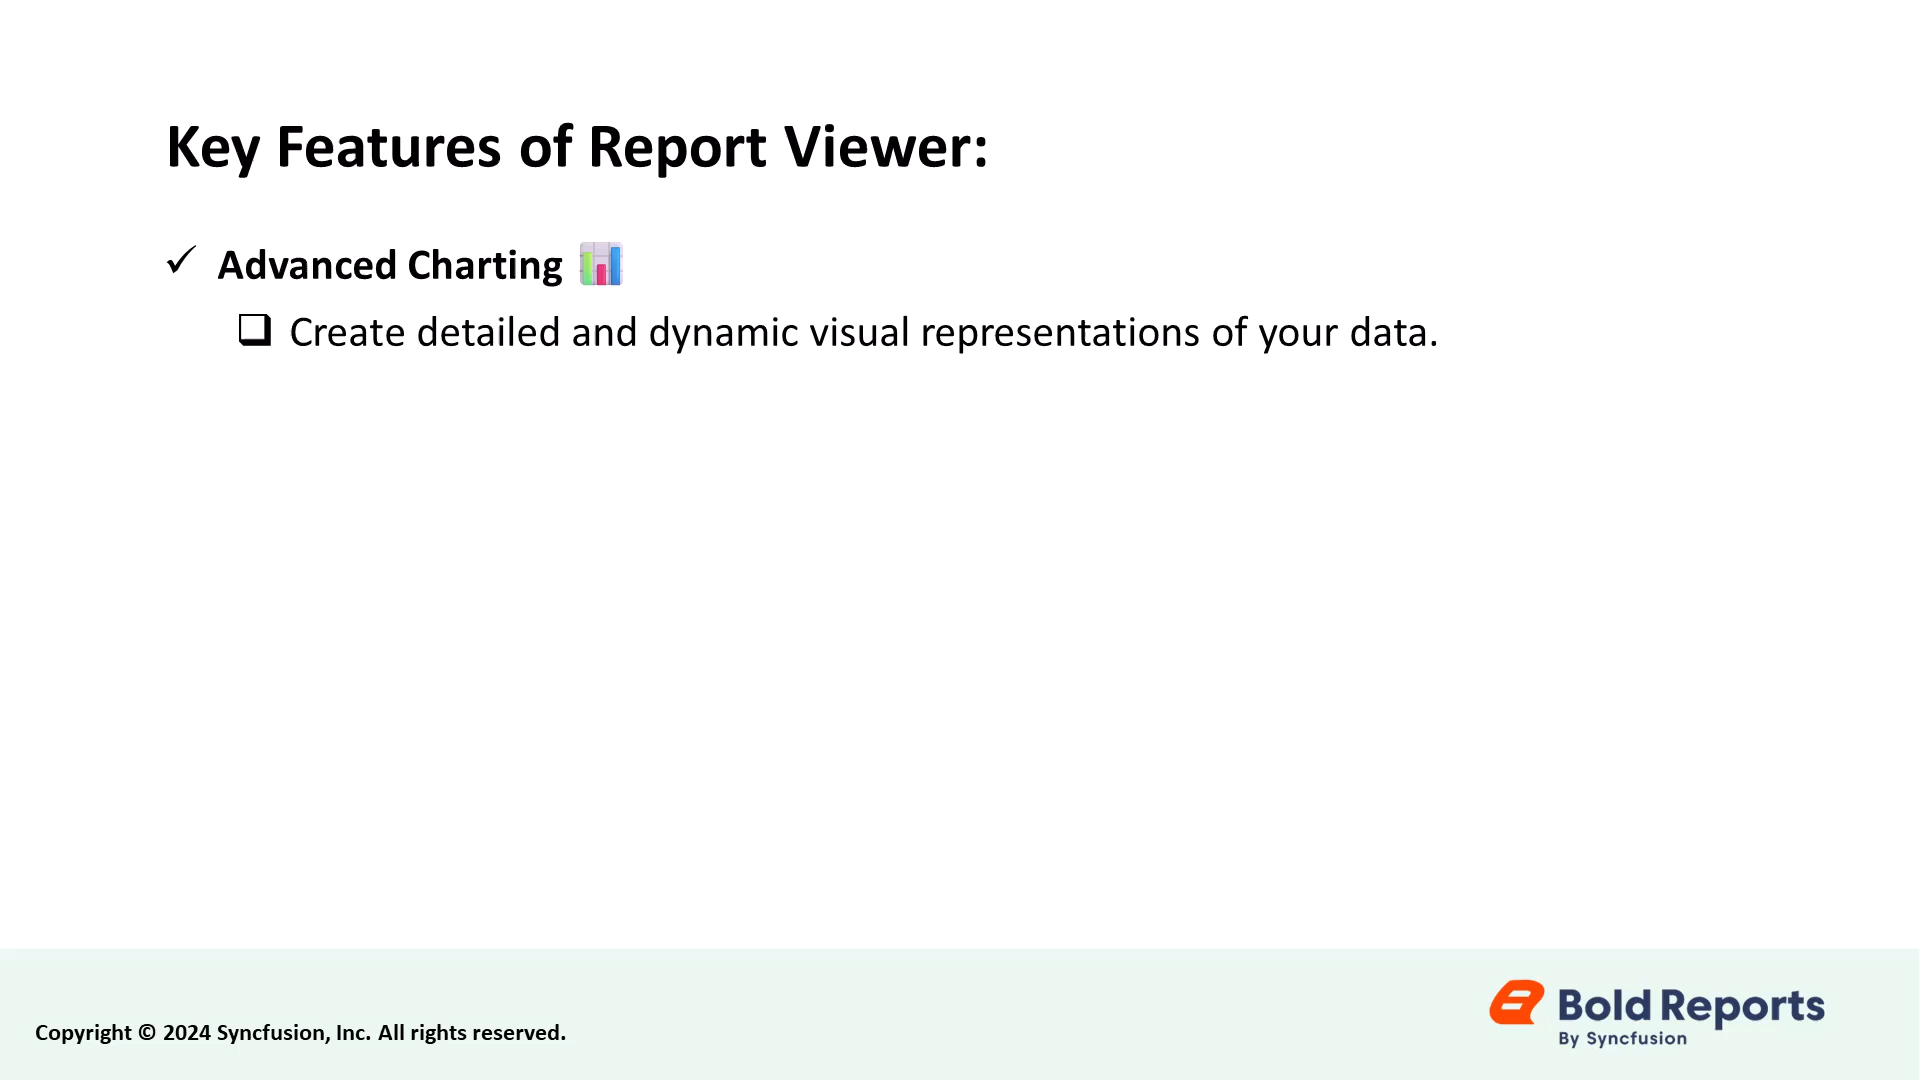 Key Features of Report Viewer:
✓ Advanced Charting 📊
❑ Create detailed and dynamic visual representations of your data.
Copyright © 2024 Syncfusion, Inc. All rights reserved.
Bold Reports
By Syncfusion